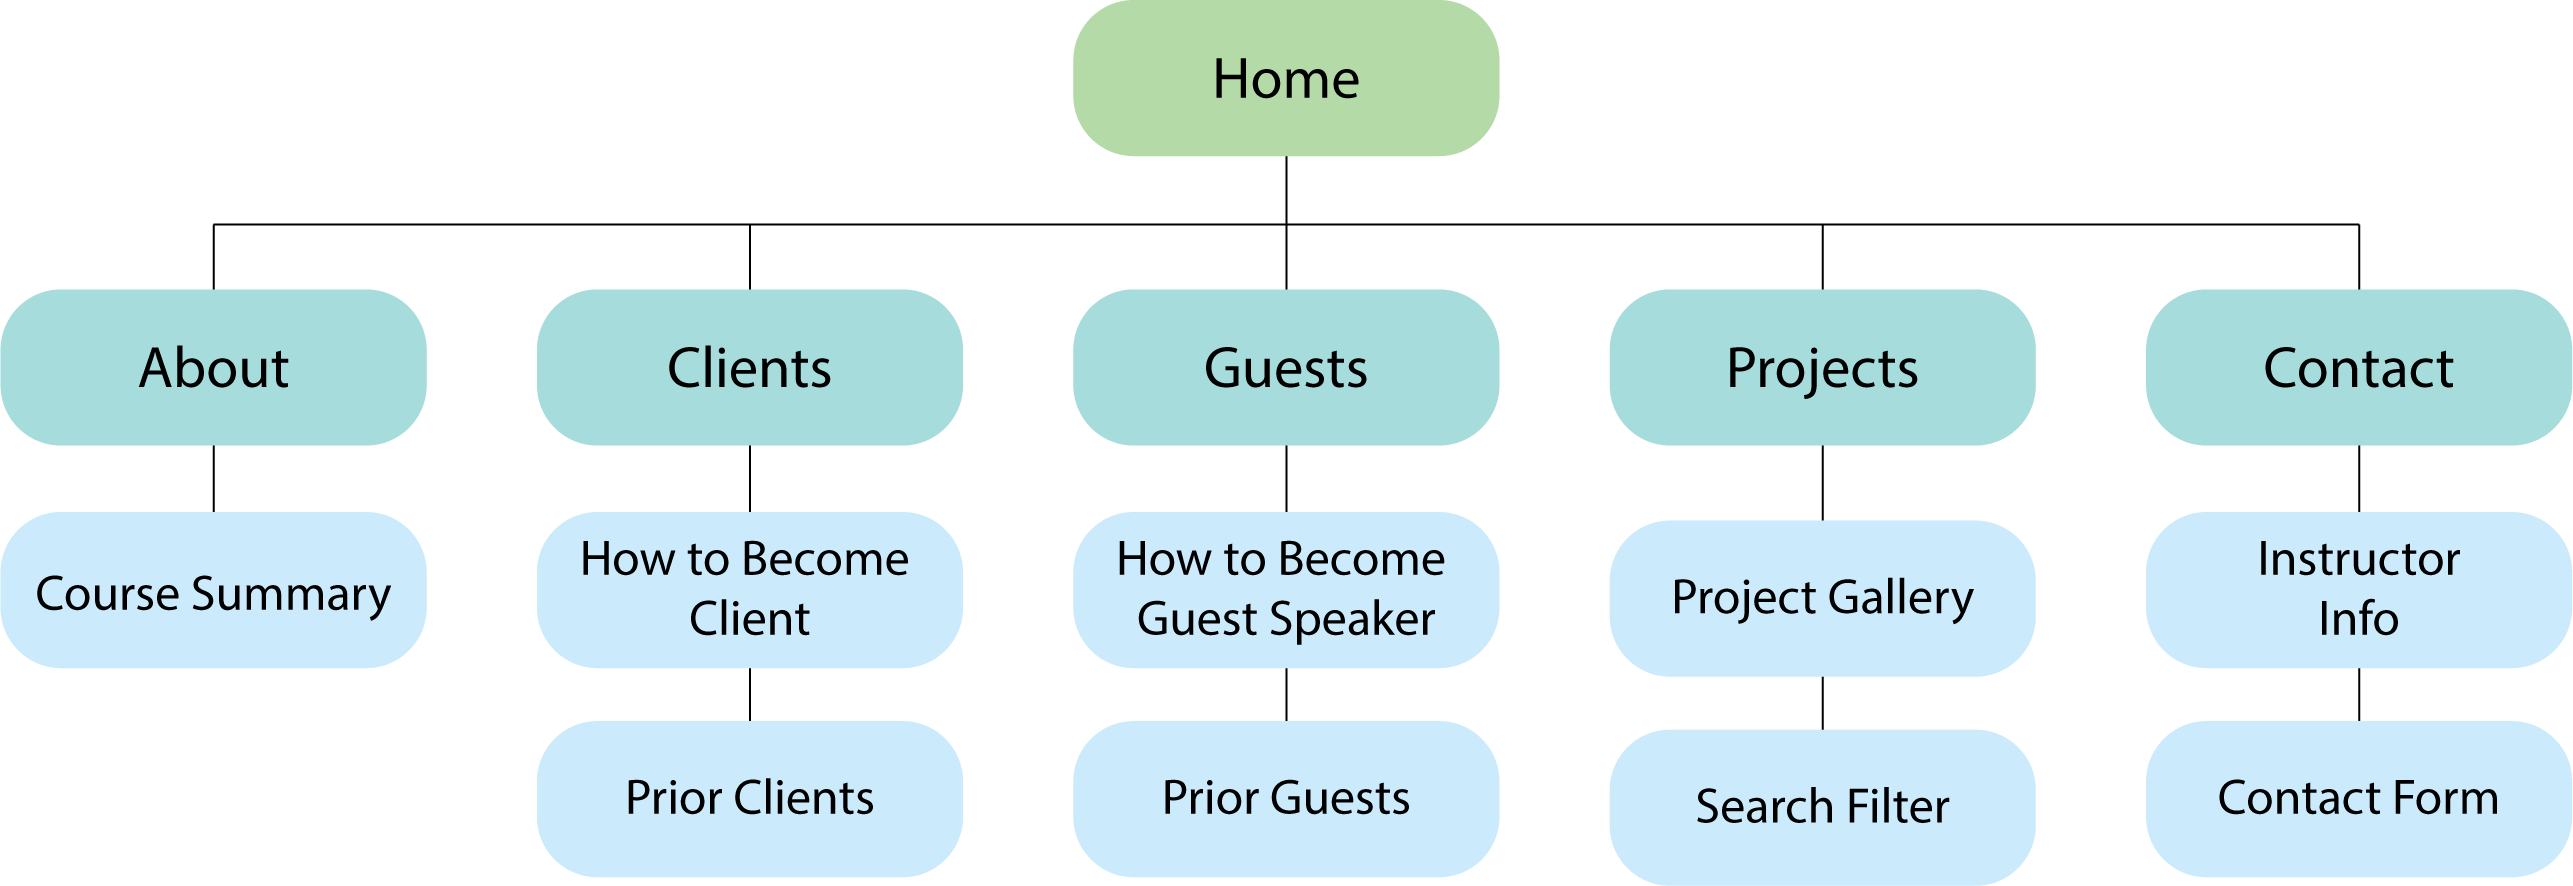 Home
About
Clients
Guests
Projects
Contact
Course Summary
How to Become
Client
How to Become
Guest Speaker
Project Gallery
Instructor
Info
Prior Clients
Prior Guests
Search Filter
Contact Form